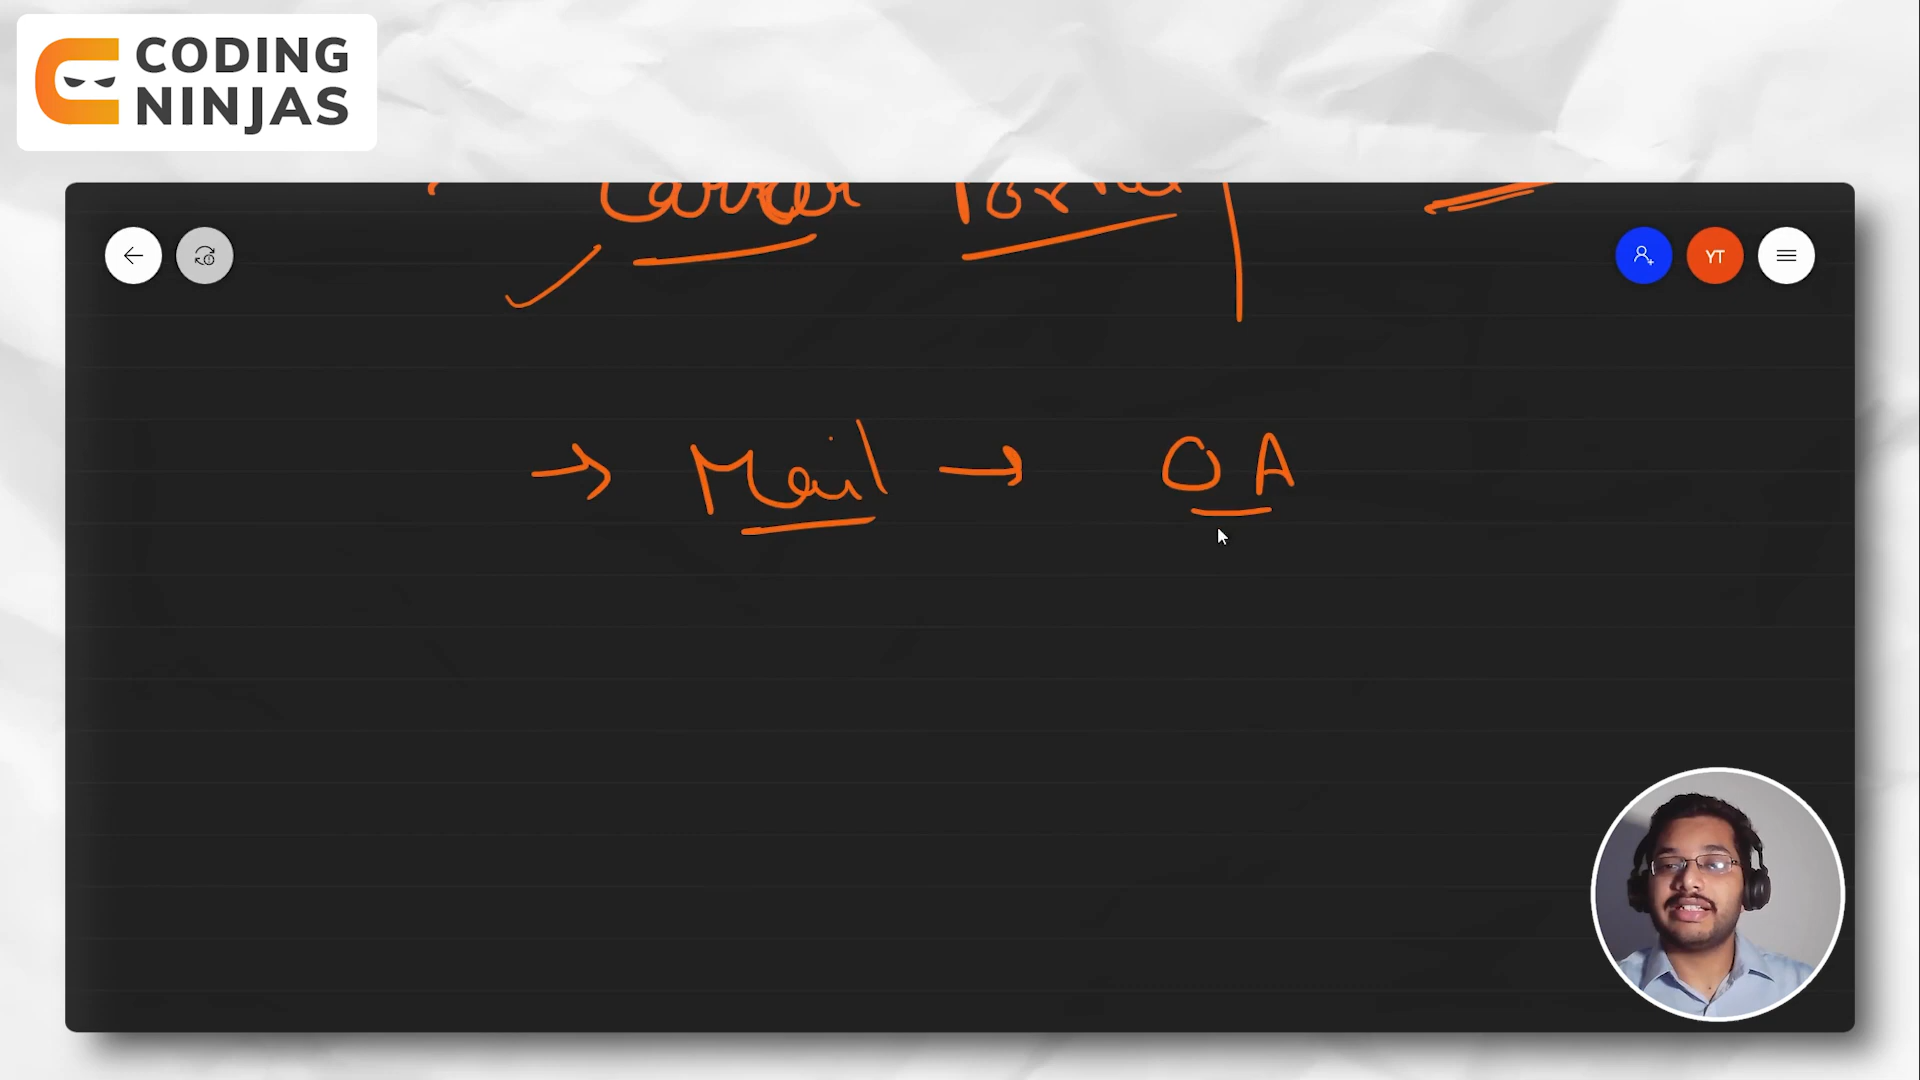 CODING
NINJAS
Career Portal
YT
→ Mail → OA